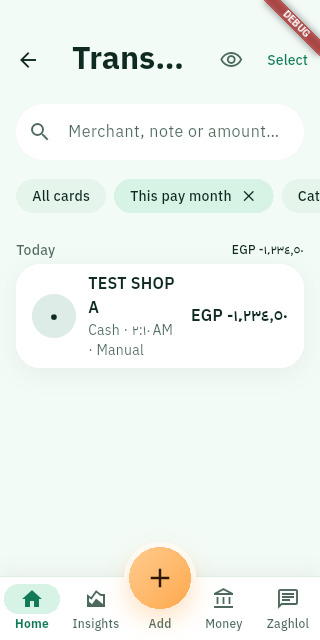 DEBUG
Trans...
Select
Merchant, note or amount...
All cards
This pay month
Cat
Today
EGP -١,٢٣٤,٥٠
TEST SHOP
A
EGP -١,٢٣٤,٥٠
Cash · ٢:١٠ AM
· Manual
Home
Insights
Add
Money
Zaghlol